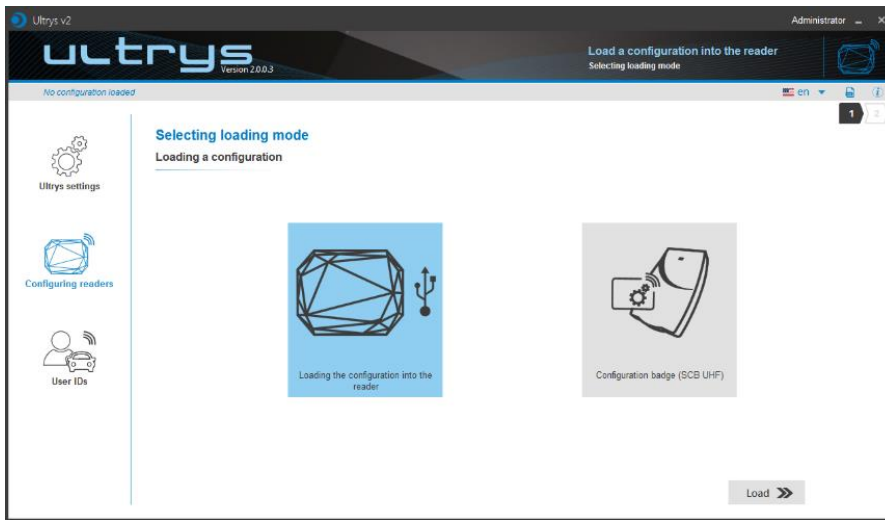 Ultrys v2
Administrator
ultrys
Version 2.0.0.3
Load a configuration into the reader
Selecting loading mode
No configuration loaded
en
1
2
Selecting loading mode
Loading a configuration
Ultrys settings
Configuring readers
User IDs
Loading the configuration into the
reader
Configuration badge (SCB UHF)
Load